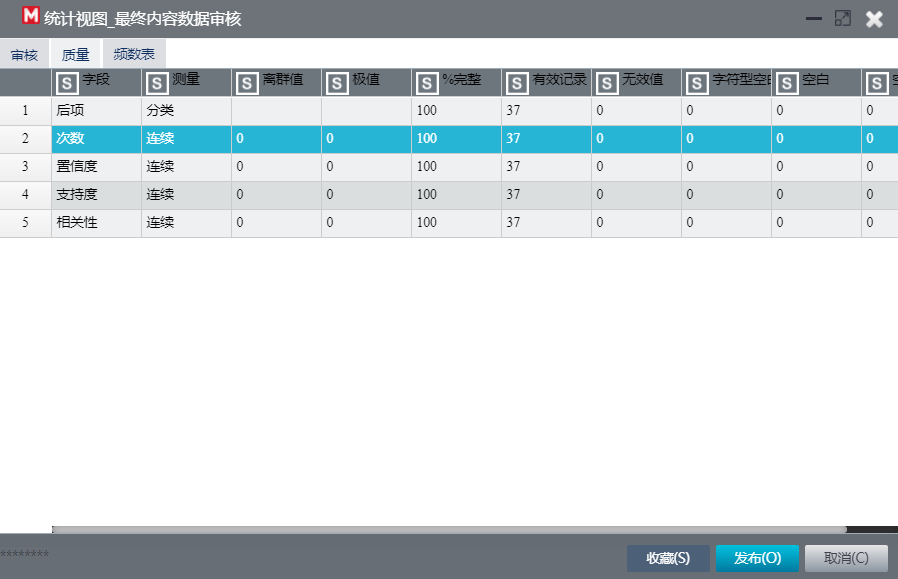 M 统计视图_最终内容数据审核
审核 质量 频数表
S 字段 S 测量 S 离群值 S 极值 S %完整 S 有效记录 S 无效值 S 字符型空白 S 空白 S
1 后项 分类 100 37 0 0 0 0
2 次数 连续 0 0 100 37 0 0 0 0
3 置信度 连续 0 0 100 37 0 0 0 0
4 支持度 连续 0 0 100 37 0 0 0 0
5 相关性 连续 0 0 100 37 0 0 0 0
********
收藏(S) 发布(O) 取消(C)